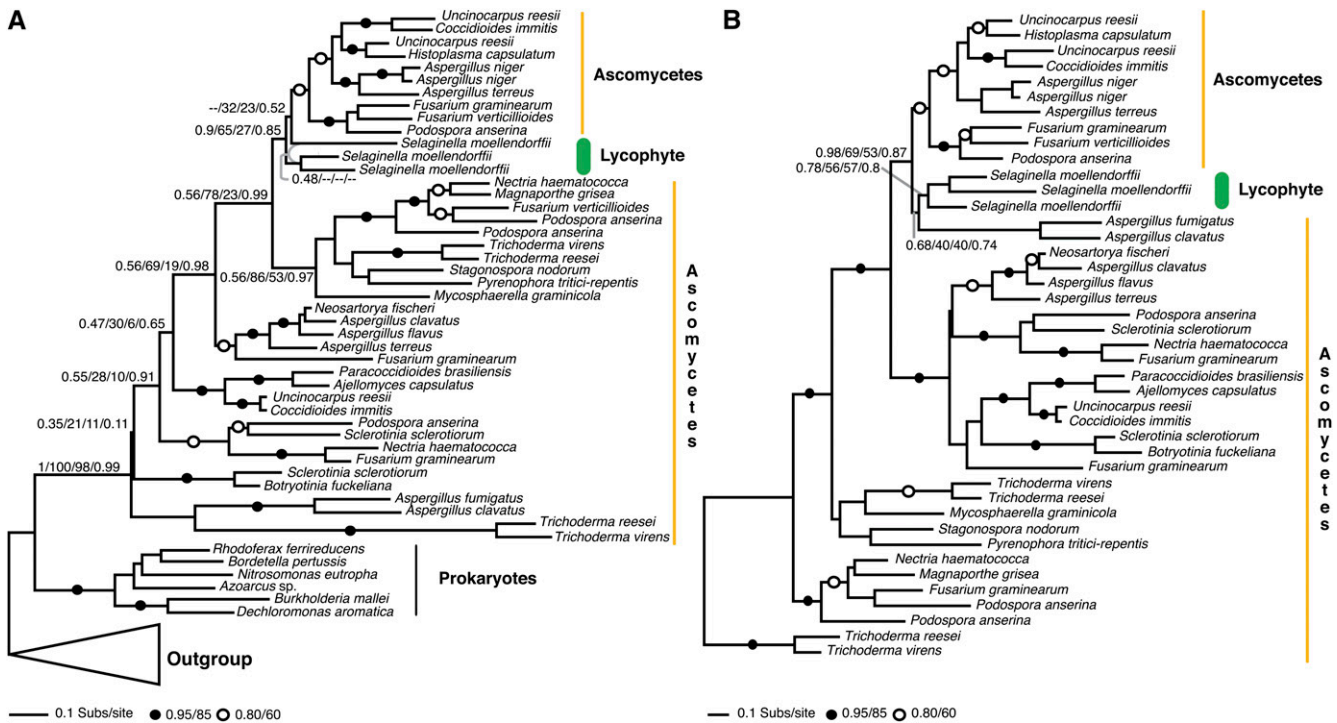 A
Uncinocarpus reesii
Coccidioides immitis
Uncinocarpus reesii
Histoplasma capsulatum
Aspergillus niger
Aspergillus niger
Aspergillus terreus
Fusarium graminearum
Fusarium verticillioides
Podospora anserina
Selaginella moellendorffii
Selaginella moellendorffii
Selaginella moellendorffii
Nectria haematococca
Magnaporthe grisea
Fusarium verticillioides
Podospora anserina
Podospora anserina
Trichoderma virens
Trichoderma reesei
Stagonospora nodorum
Pyrenophora tritici-repentis
Mycosphaerella graminicola
Neosartorya fischeri
Aspergillus clavatus
Aspergillus flavus
Aspergillus terreus
Fusarium graminearum
Paracoccidioides brasiliensis
Ajellomyces capsulatus
Uncinocarpus reesii
Coccidioides immitis
Podospora anserina
Sclerotinia sclerotiorum
Nectria haematococca
Fusarium graminearum
Sclerotinia sclerotiorum
Botryotinia fuckeliana
Aspergillus fumigatus
Aspergillus clavatus
Trichoderma reesei
Trichoderma virens
Rhodoferax ferrireducens
Bordetella pertussis
Nitrosomonas eutropha
Azoarcus sp.
Burkholderia mallei
Dechloromonas aromatica
Outgroup
--/32/23/0.52
0.9/65/27/0.85
0.48/--/--/--
0.56/78/23/0.99
0.56/69/19/0.98
0.56/86/53/0.97
0.47/30/6/0.65
0.55/28/10/0.91
0.35/21/11/0.11
1/100/98/0.99
Ascomycetes
Lycophyte
Ascomycetes
Prokaryotes
0.1 Subs/site
0.95/85
0.80/60
B
Uncinocarpus reesii
Histoplasma capsulatum
Uncinocarpus reesii
Coccidioides immitis
Aspergillus niger
Aspergillus niger
Aspergillus terreus
Fusarium graminearum
Fusarium verticillioides
Podospora anserina
Selaginella moellendorffii
Selaginella moellendorffii
Selaginella moellendorffii
Aspergillus fumigatus
Aspergillus clavatus
Neosartorya fischeri
Aspergillus clavatus
Aspergillus flavus
Aspergillus terreus
Podospora anserina
Sclerotinia sclerotiorum
Nectria haematococca
Fusarium graminearum
Paracoccidioides brasiliensis
Ajellomyces capsulatus
Uncinocarpus reesii
Coccidioides immitis
Sclerotinia sclerotiorum
Botryotinia fuckeliana
Fusarium graminearum
Trichoderma virens
Trichoderma reesei
Mycosphaerella graminicola
Stagonospora nodorum
Pyrenophora tritici-repentis
Nectria haematococca
Magnaporthe grisea
Fusarium graminearum
Podospora anserina
Podospora anserina
Trichoderma reesei
Trichoderma virens
0.98/69/53/0.87
0.78/56/57/0.8
0.68/40/40/0.74
Ascomycetes
Lycophyte
Ascomycetes
0.1 Subs/site
0.95/85
0.80/60